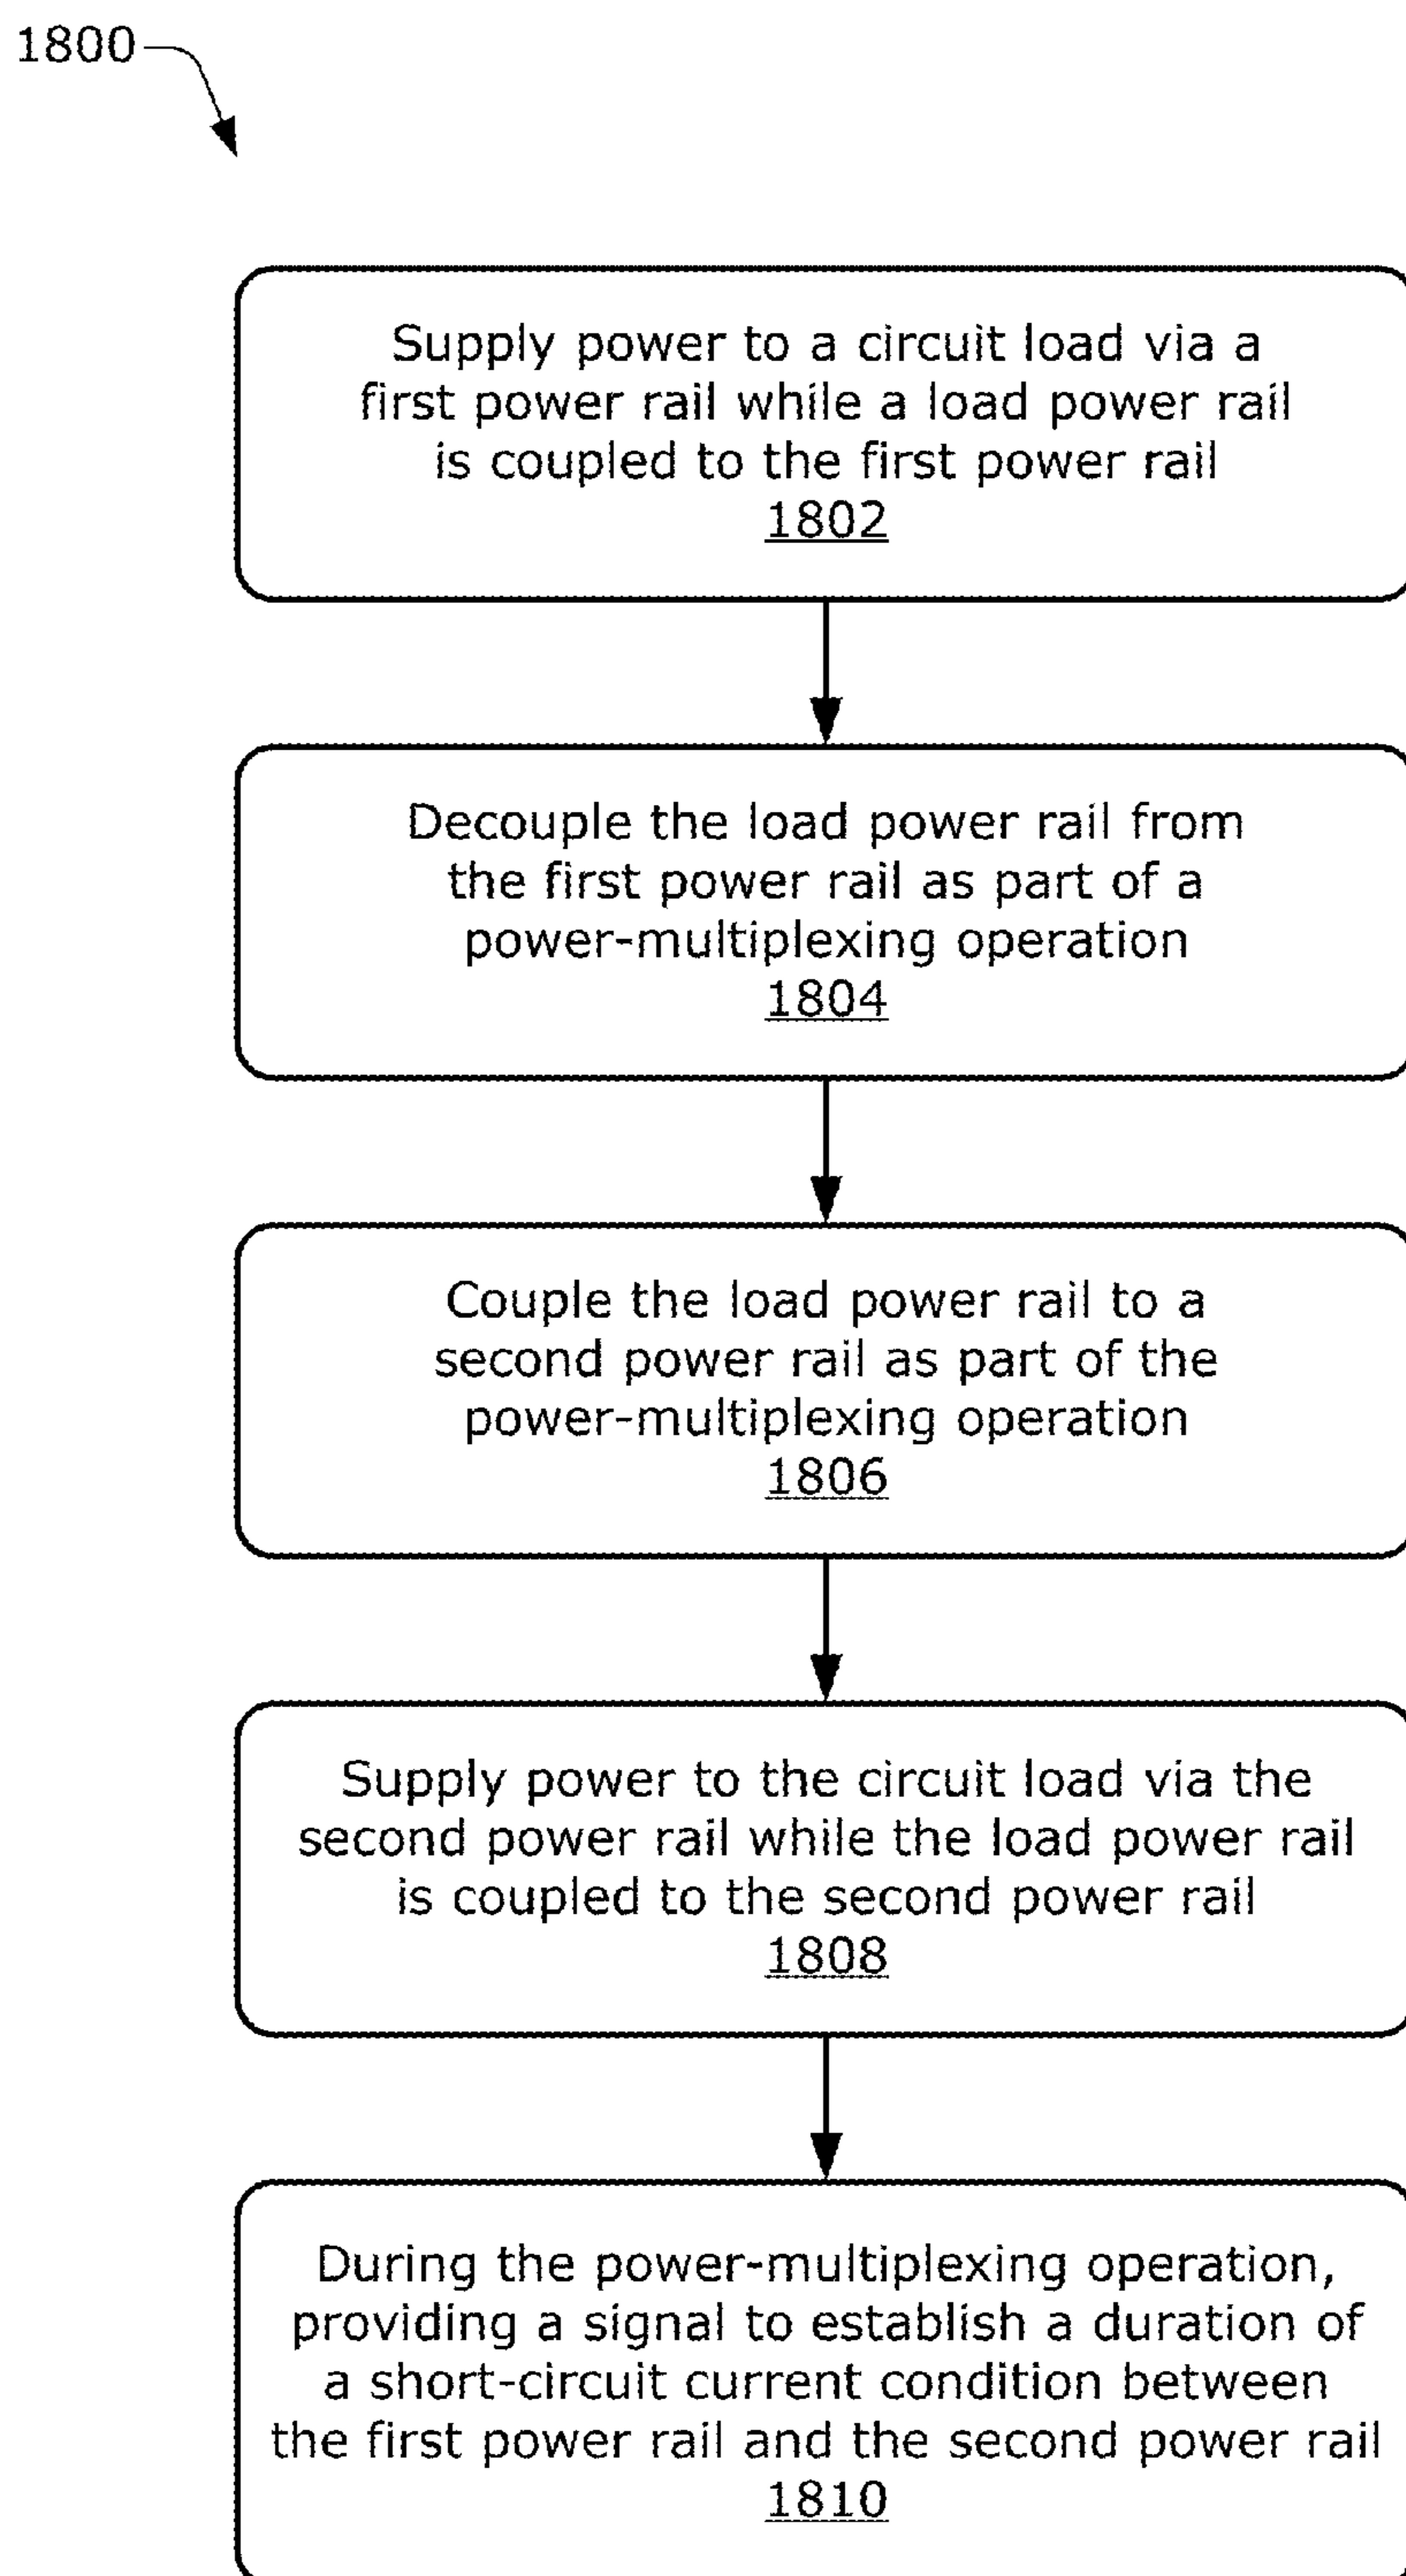 1800
Supply power to a circuit load via a
first power rail while a load power rail
is coupled to the first power rail
1802
Decouple the load power rail from
the first power rail as part of a
power-multiplexing operation
1804
Couple the load power rail to a
second power rail as part of the
power-multiplexing operation
1806
Supply power to the circuit load via the
second power rail while the load power rail
is coupled to the second power rail
1808
During the power-multiplexing operation,
providing a signal to establish a duration of
a short-circuit current condition between
the first power rail and the second power rail
1810